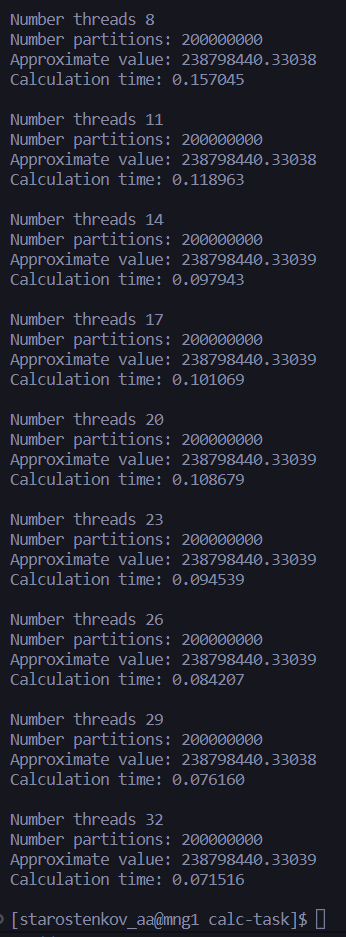 Number threads 8
Number partitions: 200000000
Approximate value: 238798440.33038
Calculation time: 0.157045
Number threads 11
Number partitions: 200000000
Approximate value: 238798440.33038
Calculation time: 0.118963
Number threads 14
Number partitions: 200000000
Approximate value: 238798440.33039
Calculation time: 0.097943
Number threads 17
Number partitions: 200000000
Approximate value: 238798440.33039
Calculation time: 0.101069
Number threads 20
Number partitions: 200000000
Approximate value: 238798440.33039
Calculation time: 0.108679
Number threads 23
Number partitions: 200000000
Approximate value: 238798440.33039
Calculation time: 0.094539
Number threads 26
Number partitions: 200000000
Approximate value: 238798440.33039
Calculation time: 0.084207
Number threads 29
Number partitions: 200000000
Approximate value: 238798440.33038
Calculation time: 0.076160
Number threads 32
Number partitions: 200000000
Approximate value: 238798440.33039
Calculation time: 0.071516
[starostenkov_aa@mng1 calc-task]$